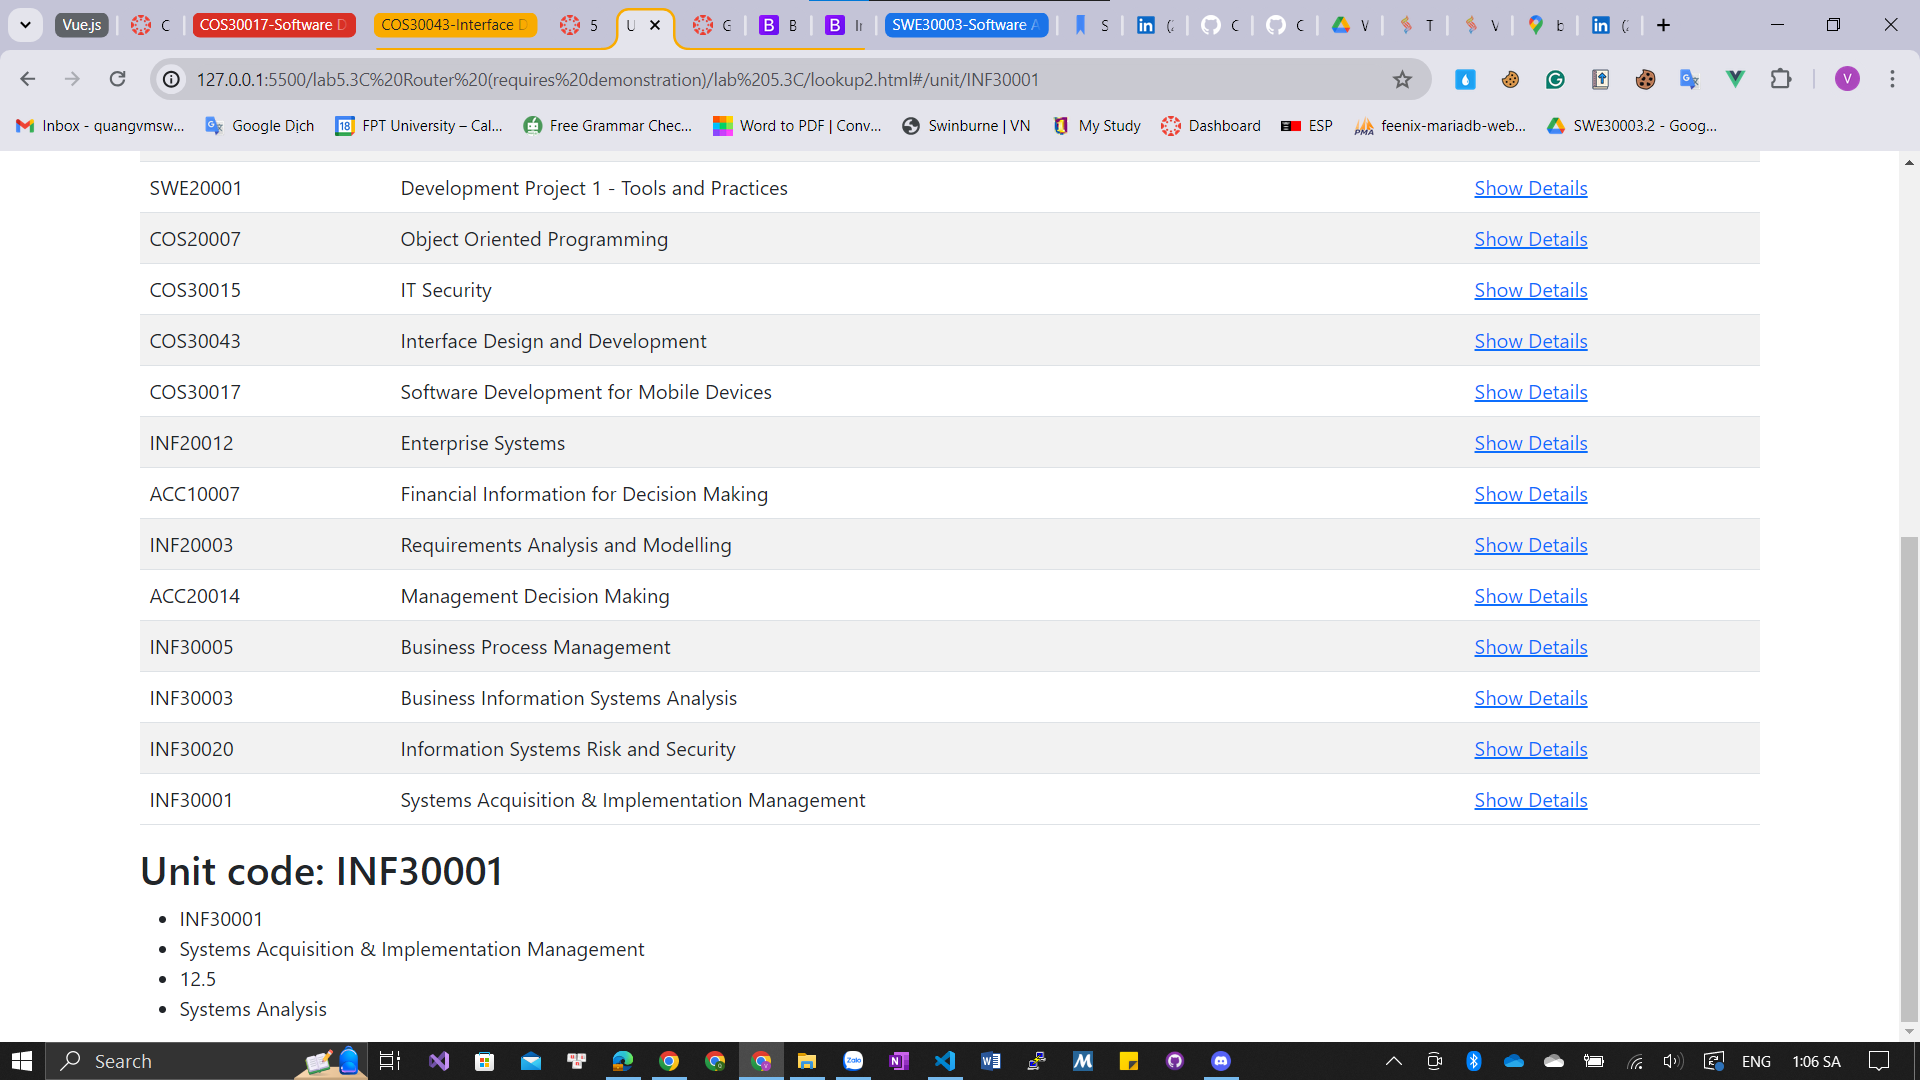 Vue.js C COS30017-Software D COS30043-Interface D 5 U G B Ir SWE30003-Software A S (2 C C V T V b (2
127.0.0.1:5500/lab5.3C%20Router%20(requires%20demonstration)/lab%205.3C/lookup2.html#/unit/INF30001 V
Inbox - quangvmsw... Google Dịch 18 FPT University – Cal... Free Grammar Chec... Word to PDF | Conv... Swinburne | VN My Study Dashboard ESP PMA feenix-mariadb-web... SWE30003.2 - Goog...
SWE20001 Development Project 1 - Tools and Practices Show Details
COS20007 Object Oriented Programming Show Details
COS30015 IT Security Show Details
COS30043 Interface Design and Development Show Details
COS30017 Software Development for Mobile Devices Show Details
INF20012 Enterprise Systems Show Details
ACC10007 Financial Information for Decision Making Show Details
INF20003 Requirements Analysis and Modelling Show Details
ACC20014 Management Decision Making Show Details
INF30005 Business Process Management Show Details
INF30003 Business Information Systems Analysis Show Details
INF30020 Information Systems Risk and Security Show Details
INF30001 Systems Acquisition & Implementation Management Show Details
Unit code: INF30001
INF30001
Systems Acquisition & Implementation Management
12.5
Systems Analysis
Search Zalo ENG 1:06 SA